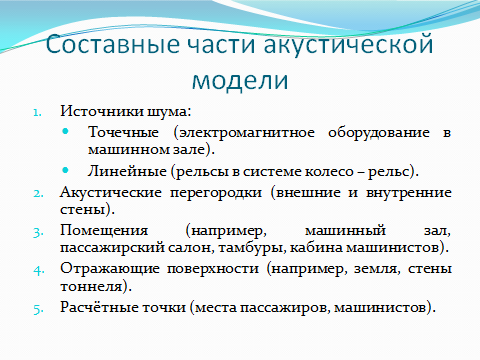 Составные части акустической
модели
1. Источники шума:
• Точечные (электромагнитное оборудование в
машинном зале).
• Линейные (рельсы в системе колесо – рельс).
2. Акустические перегородки (внешние и внутренние
стены).
3. Помещения (например, машинный зал,
пассажирский салон, тамбуры, кабина машинистов).
4. Отражающие поверхности (например, земля, стены
тоннеля).
5. Расчётные точки (места пассажиров, машинистов).